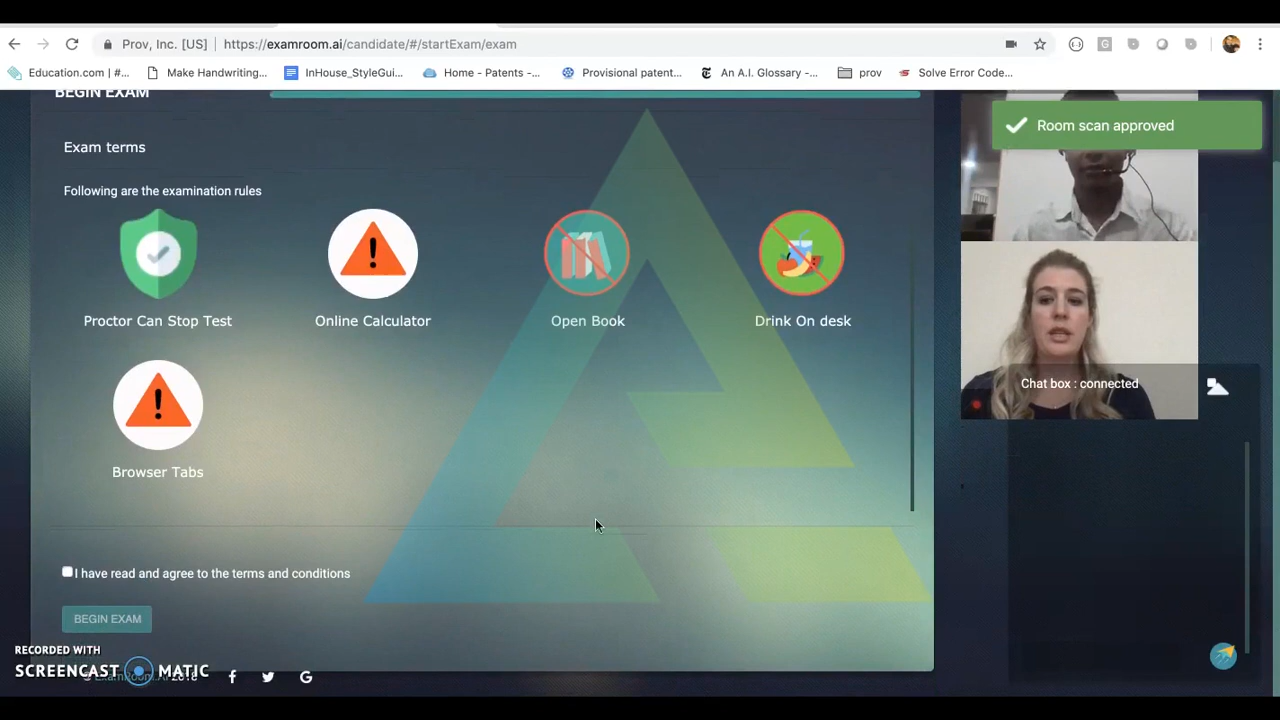 Prov, Inc. [US]
https://examroom.ai/candidate/#/startExam/exam
Education.com | #...
Make Handwriting...
InHouse_StyleGui...
Home - Patents -...
Provisional patent...
An A.I. Glossary -...
prov
Solve Error Code...
BEGIN EXAM
Room scan approved
Exam terms
Following are the examination rules
Proctor Can Stop Test
Online Calculator
Open Book
Drink On desk
Chat box : connected
Browser Tabs
I have read and agree to the terms and conditions
BEGIN EXAM
RECORDED WITH
SCREENCAST MATIC